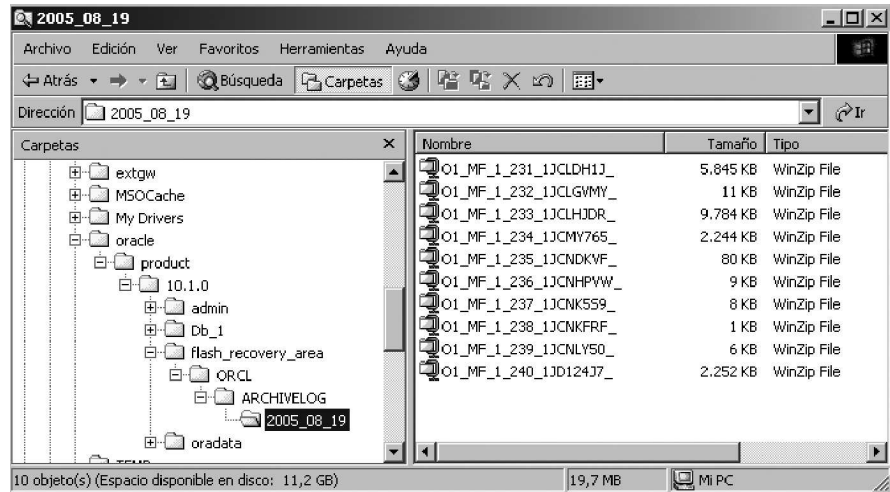 2005_08_19
Archivo Edición Ver Favoritos Herramientas Ayuda
Atrás Búsqueda Carpetas
Dirección 2005_08_19 Ir
Carpetas
extgw
MSOCache
My Drivers
oracle
product
10.1.0
admin
Db_1
flash_recovery_area
ORCL
ARCHIVELOG
2005_08_19
oradata
Nombre Tamaño Tipo
O1_MF_1_231_1JCLDH1J_ 5.845 KB WinZip File
O1_MF_1_232_1JCLGVMY_ 11 KB WinZip File
O1_MF_1_233_1JCLHJDR_ 9.784 KB WinZip File
O1_MF_1_234_1JCMY765_ 2.244 KB WinZip File
O1_MF_1_235_1JCNDKVF_ 80 KB WinZip File
O1_MF_1_236_1JCNHPVW_ 9 KB WinZip File
O1_MF_1_237_1JCNK5S9_ 8 KB WinZip File
O1_MF_1_238_1JCNKFRF_ 1 KB WinZip File
O1_MF_1_239_1JCNLY50_ 6 KB WinZip File
O1_MF_1_240_1JD124J7_ 2.252 KB WinZip File
10 objeto(s) (Espacio disponible en disco: 11,2 GB) 19,7 MB Mi PC